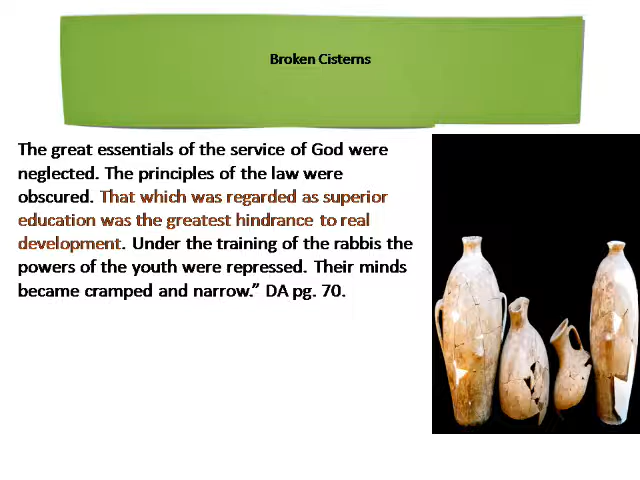 Broken Cisterns
The great essentials of the service of God were
neglected. The principles of the law were
obscured. That which was regarded as superior
education was the greatest hindrance to real
development. Under the training of the rabbis the
powers of the youth were repressed. Their minds
became cramped and narrow.” DA pg. 70.